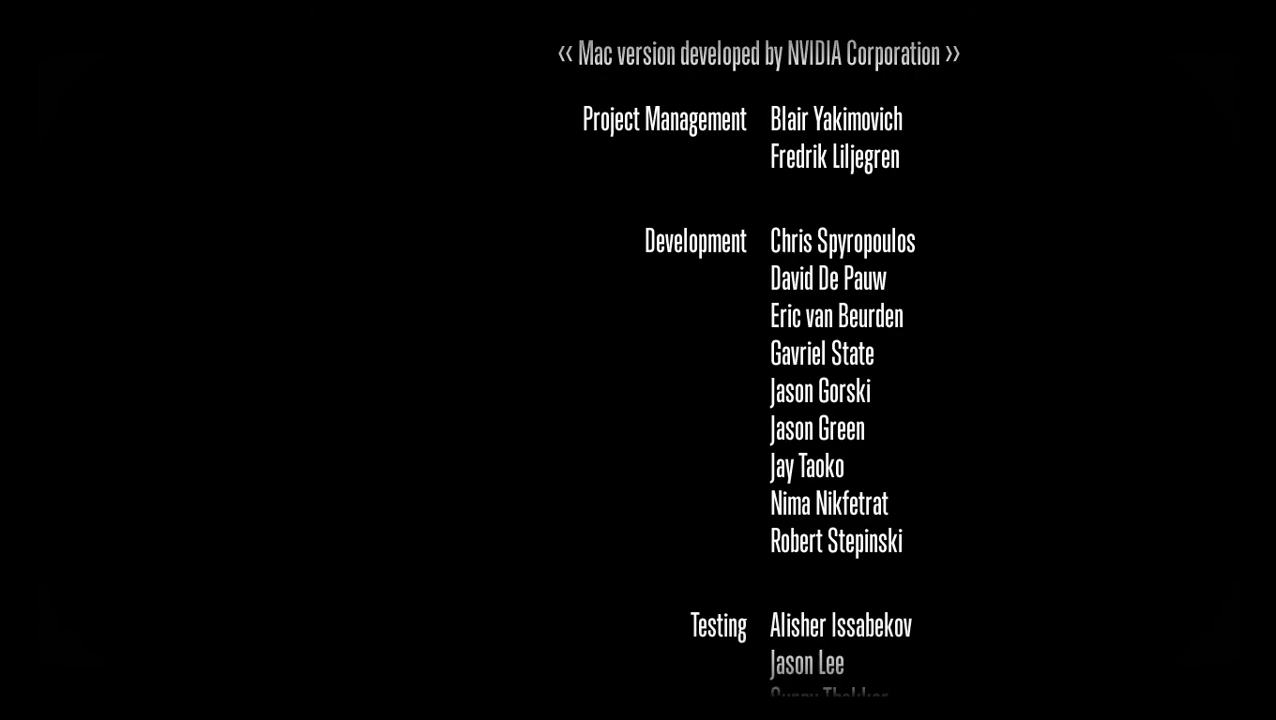 ‹‹ Mac version developed by NVIDIA Corporation ››
Project Management Blair Yakimovich
Fredrik Liljegren
Development Chris Spyropoulos
David De Pauw
Eric van Beurden
Gavriel State
Jason Gorski
Jason Green
Jay Taoko
Nima Nikfetrat
Robert Stepinski
Testing Alisher Issabekov
Jason Lee